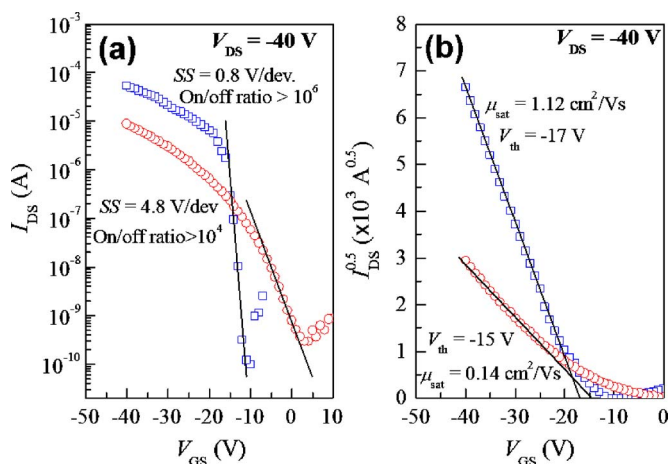 (a)
V_DS = -40 V
SS = 0.8 V/dev.
On/off ratio > 10^6
SS = 4.8 V/dev
On/off ratio>10^4
I_DS (A)
10^-3
10^-4
10^-5
10^-6
10^-7
10^-8
10^-9
10^-10
-50 -40 -30 -20 -10 0 10
V_GS (V)
(b)
V_DS = -40 V
μ_sat = 1.12 cm^2/Vs
V_th = -17 V
V_th = -15 V
μ_sat = 0.14 cm^2/Vs
I_DS^0.5 (x10^3 A^0.5)
8
7
6
5
4
3
2
1
0
-50 -40 -30 -20 -10 0
V_GS (V)